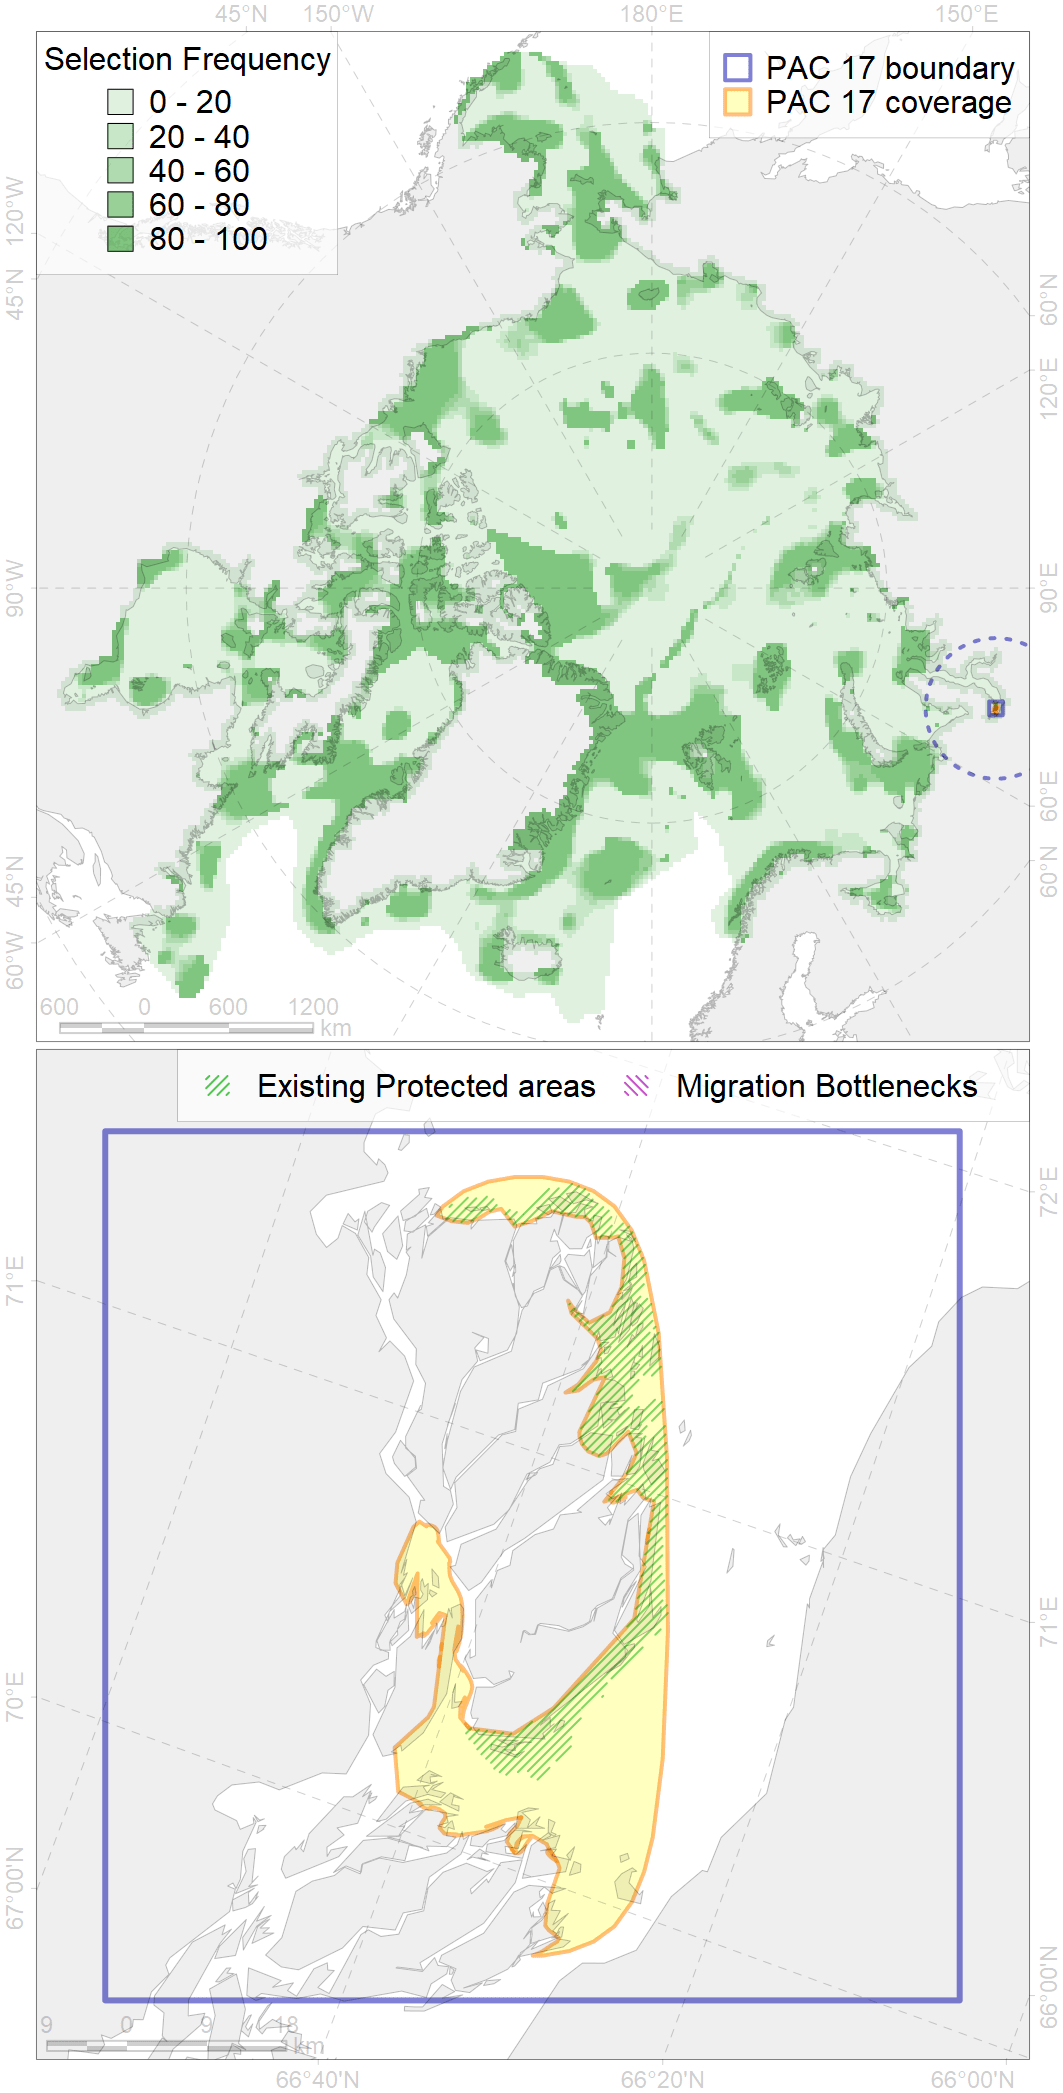 45°N 150°W 180°E 150°E
Selection Frequency
0 - 20
20 - 40
40 - 60
60 - 80
80 - 100
PAC 17 boundary
PAC 17 coverage
120°W
45°N
90°W
45°N
60°W
60°N
120°E
90°E
60°E
60°N
600 0 600 1200
km
Existing Protected areas Migration Bottlenecks
71°E
70°E
67°00'N
72°E
71°E
66°00'N
9 0 9 18
km
66°40'N 66°20'N 66°00'N